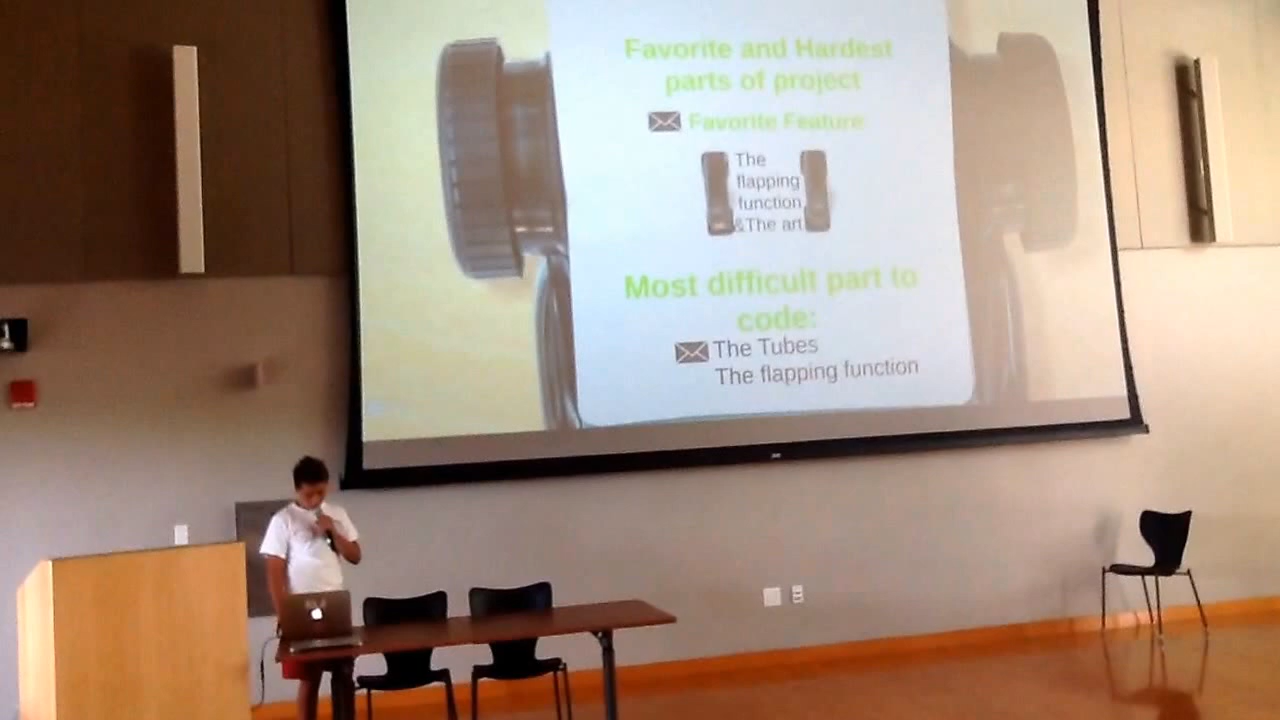 Favorite and Hardest
parts of project
Favorite Feature
The
flapping
function
&The art
Most difficult part to
code:
The Tubes
The flapping function